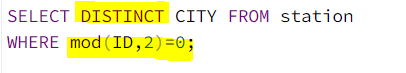 SELECT DISTINCT CITY FROM station
WHERE mod(ID,2)=0;